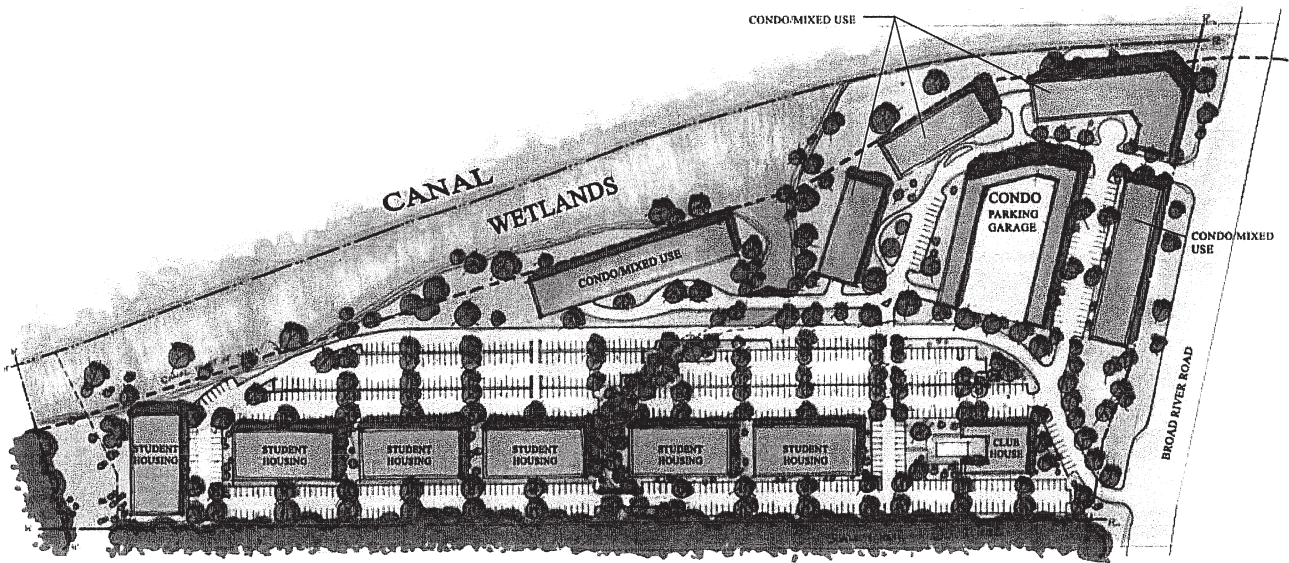 CONDO/MIXED USE
CANAL
WETLANDS
CONDO
PARKING
GARAGE
CONDO/MIXED
USE
CONDO/MIXED USE
BROAD RIVER ROAD
STUDENT
HOUSING
STUDENT
HOUSING
STUDENT
HOUSING
STUDENT
HOUSING
STUDENT
HOUSING
STUDENT
HOUSING
CLUB
HOUSE